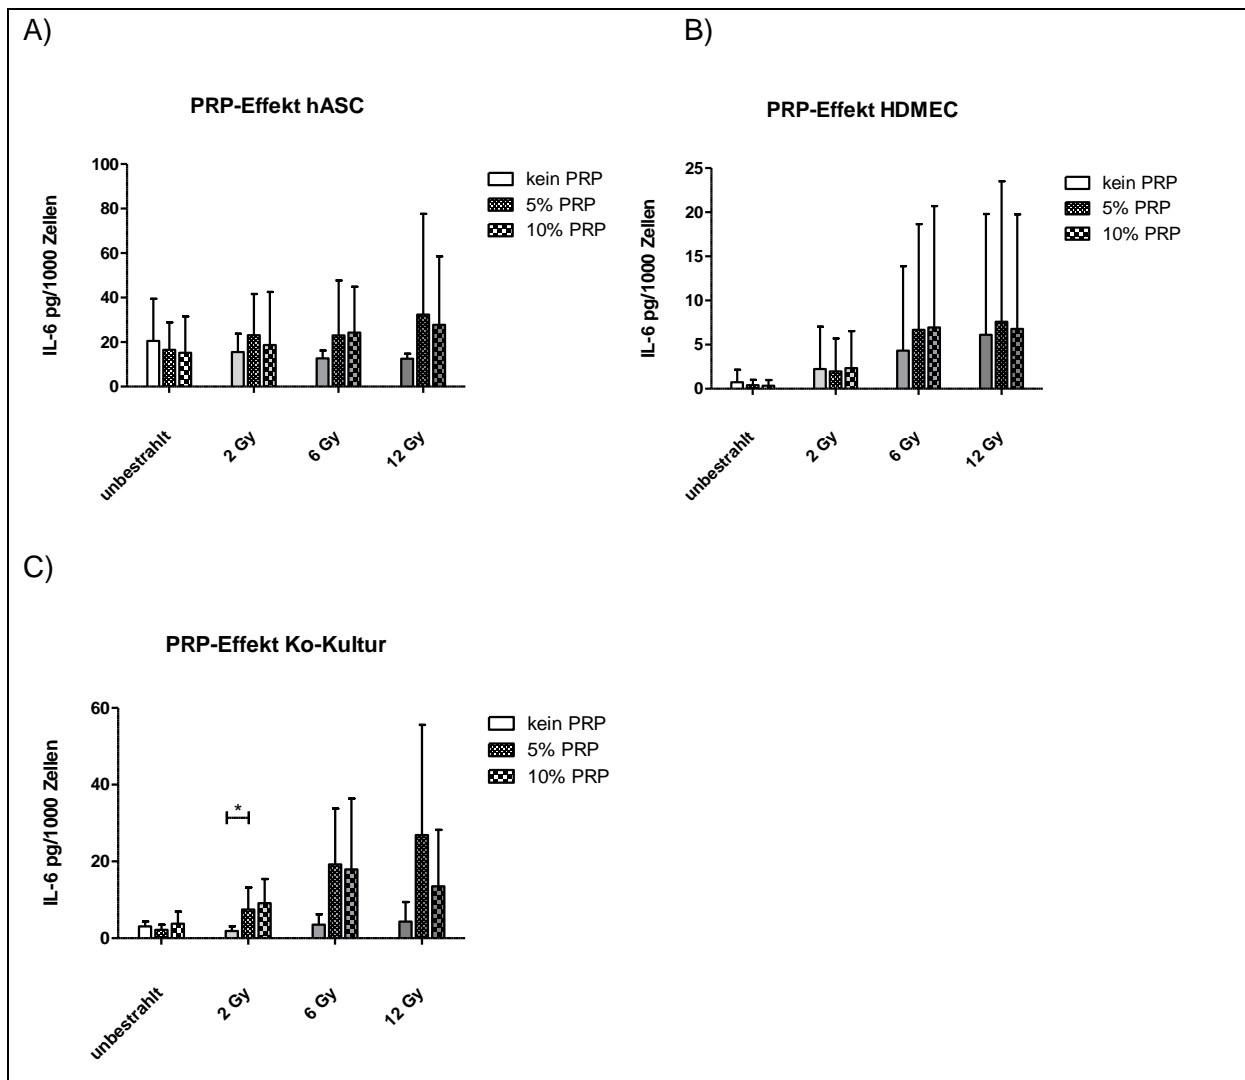 A)
PRP-Effekt hASC
IL-6 pg/1000 Zellen
100
80
60
40
20
0
unbestrahlt
2 Gy
6 Gy
12 Gy
kein PRP
5% PRP
10% PRP
B)
PRP-Effekt HDMEC
IL-6 pg/1000 Zellen
25
20
15
10
5
0
unbestrahlt
2 Gy
6 Gy
12 Gy
kein PRP
5% PRP
10% PRP
C)
PRP-Effekt Ko-Kultur
IL-6 pg/1000 Zellen
60
40
20
0
*
unbestrahlt
2 Gy
6 Gy
12 Gy
kein PRP
5% PRP
10% PRP